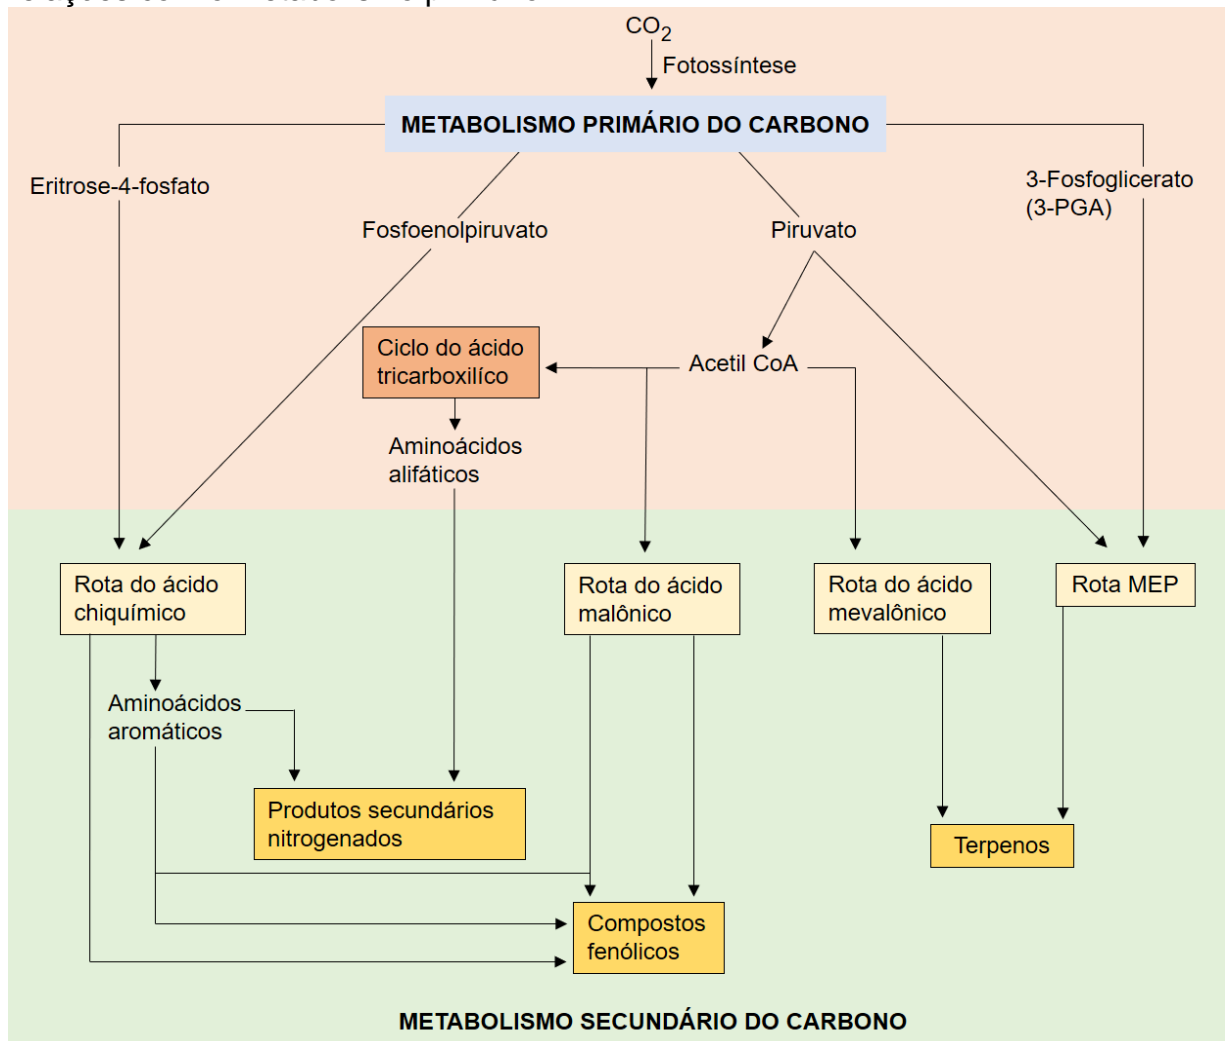 CO2
Fotossíntese
METABOLISMO PRIMÁRIO DO CARBONO
Eritrose-4-fosfato
3-Fosfoglicerato
(3-PGA)
Fosfoenolpiruvato
Piruvato
Ciclo do ácido
tricarboxilíco
Acetil CoA
Aminoácidos
alifáticos
Rota do ácido
chiquímico
Rota do ácido
malônico
Rota do ácido
mevalônico
Rota MEP
Aminoácidos
aromáticos
Produtos secundários
nitrogenados
Terpenos
Compostos
fenólicos
METABOLISMO SECUNDÁRIO DO CARBONO